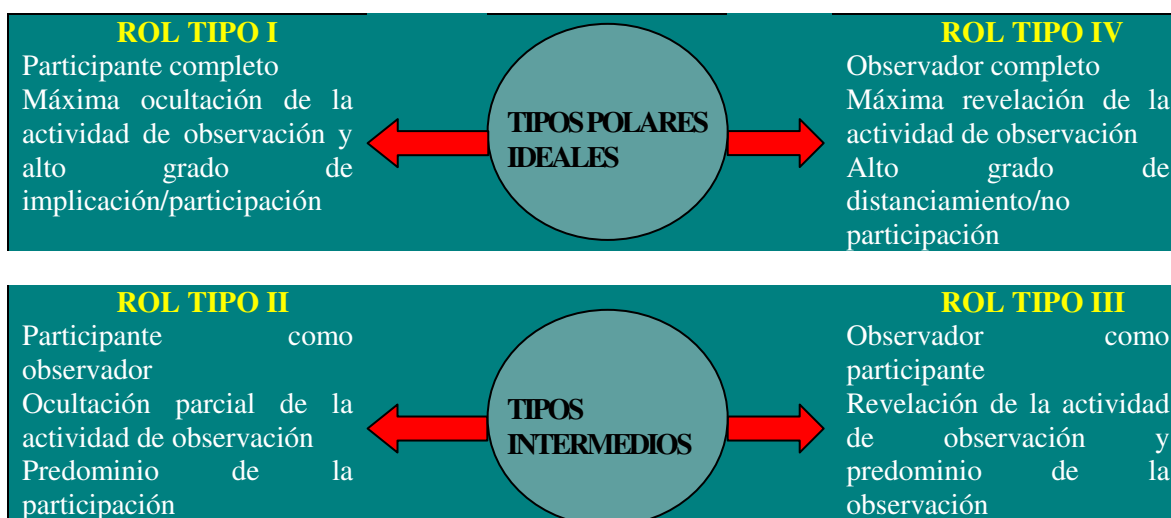 ROL TIPO I
Participante completo
Máxima ocultación de la
actividad de observación y
alto grado de
implicación/participación
TIPOS POLARES
IDEALES
ROL TIPO IV
Observador completo
Máxima revelación de la
actividad de observación
Alto grado de
distanciamiento/no
participación
ROL TIPO II
Participante como
observador
Ocultación parcial de la
actividad de observación
Predominio de la
participación
TIPOS
INTERMEDIOS
ROL TIPO III
Observador como
participante
Revelación de la actividad
de observación y
predominio de la
observación